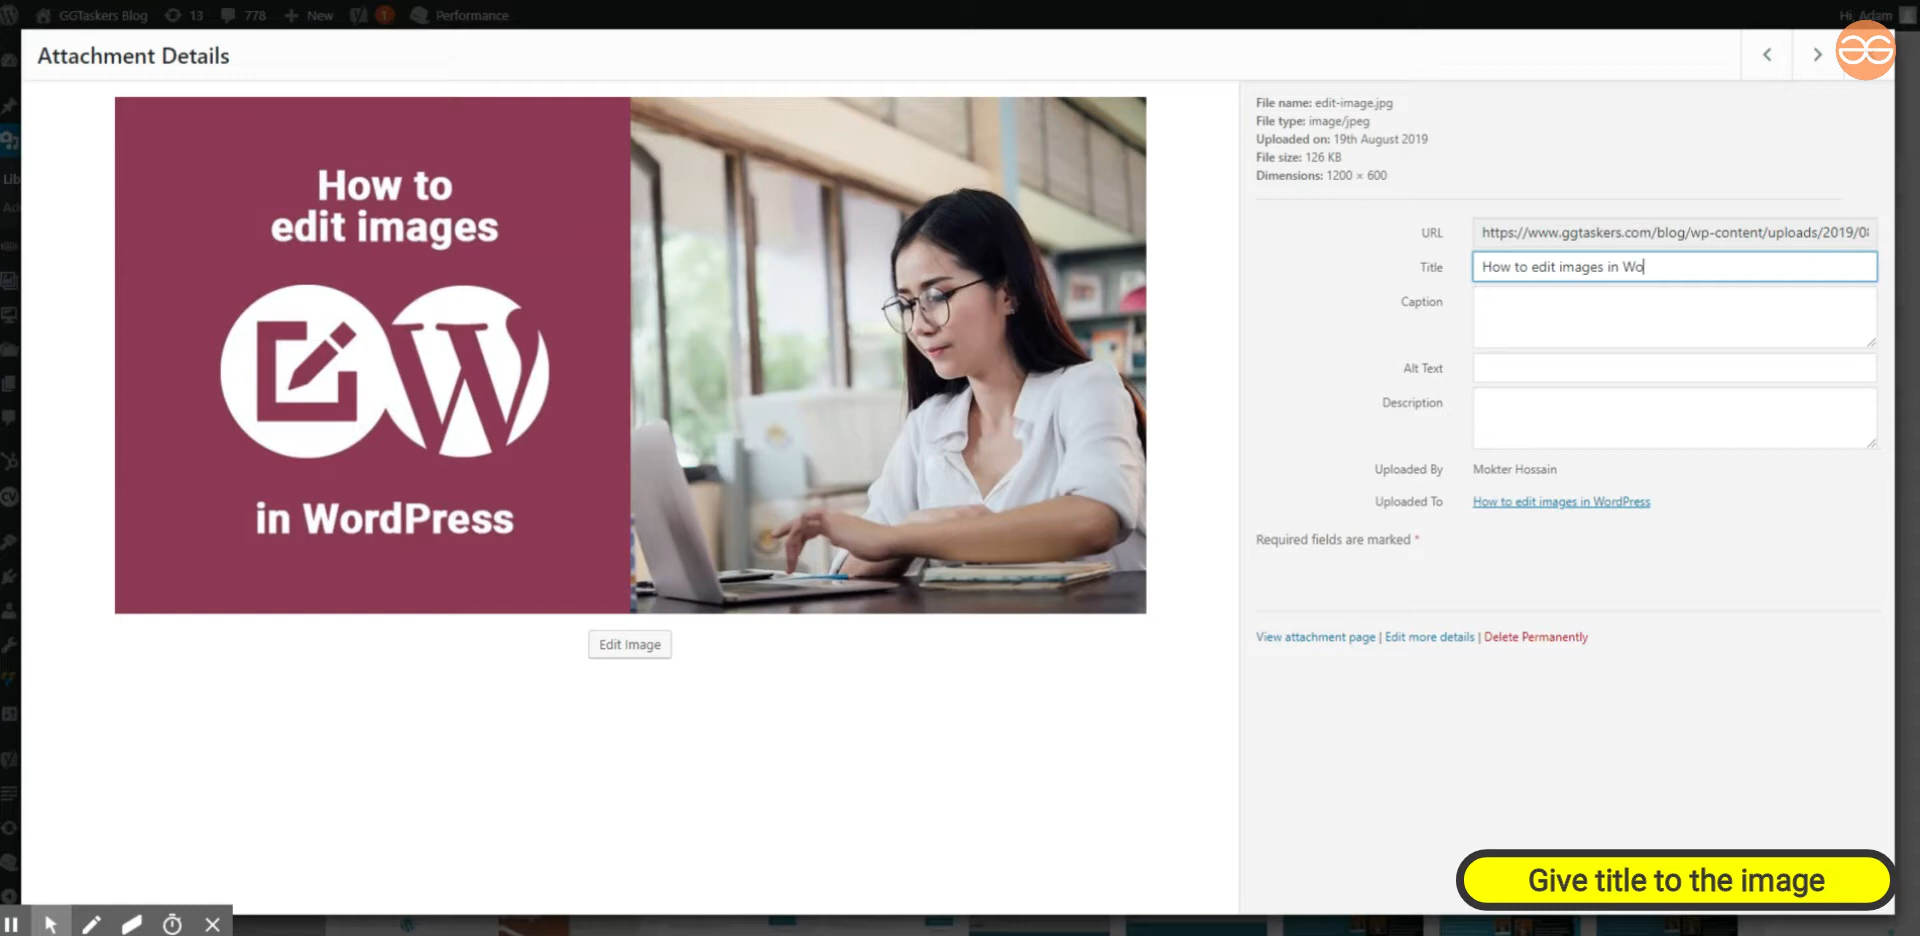 GGTaskers Blog 13 778 New 1 Performance Hi, Adam
Attachment Details
How to
edit images
in WordPress
Edit Image
File name: edit-image.jpg
File type: image/jpeg
Uploaded on: 19th August 2019
File size: 126 KB
Dimensions: 1200 × 600
URL https://www.ggtaskers.com/blog/wp-content/uploads/2019/08
Title How to edit images in Wo
Caption
Alt Text
Description
Uploaded By Mokter Hossain
Uploaded To How to edit images in WordPress
Required fields are marked *
View attachment page | Edit more details | Delete Permanently
Give title to the image